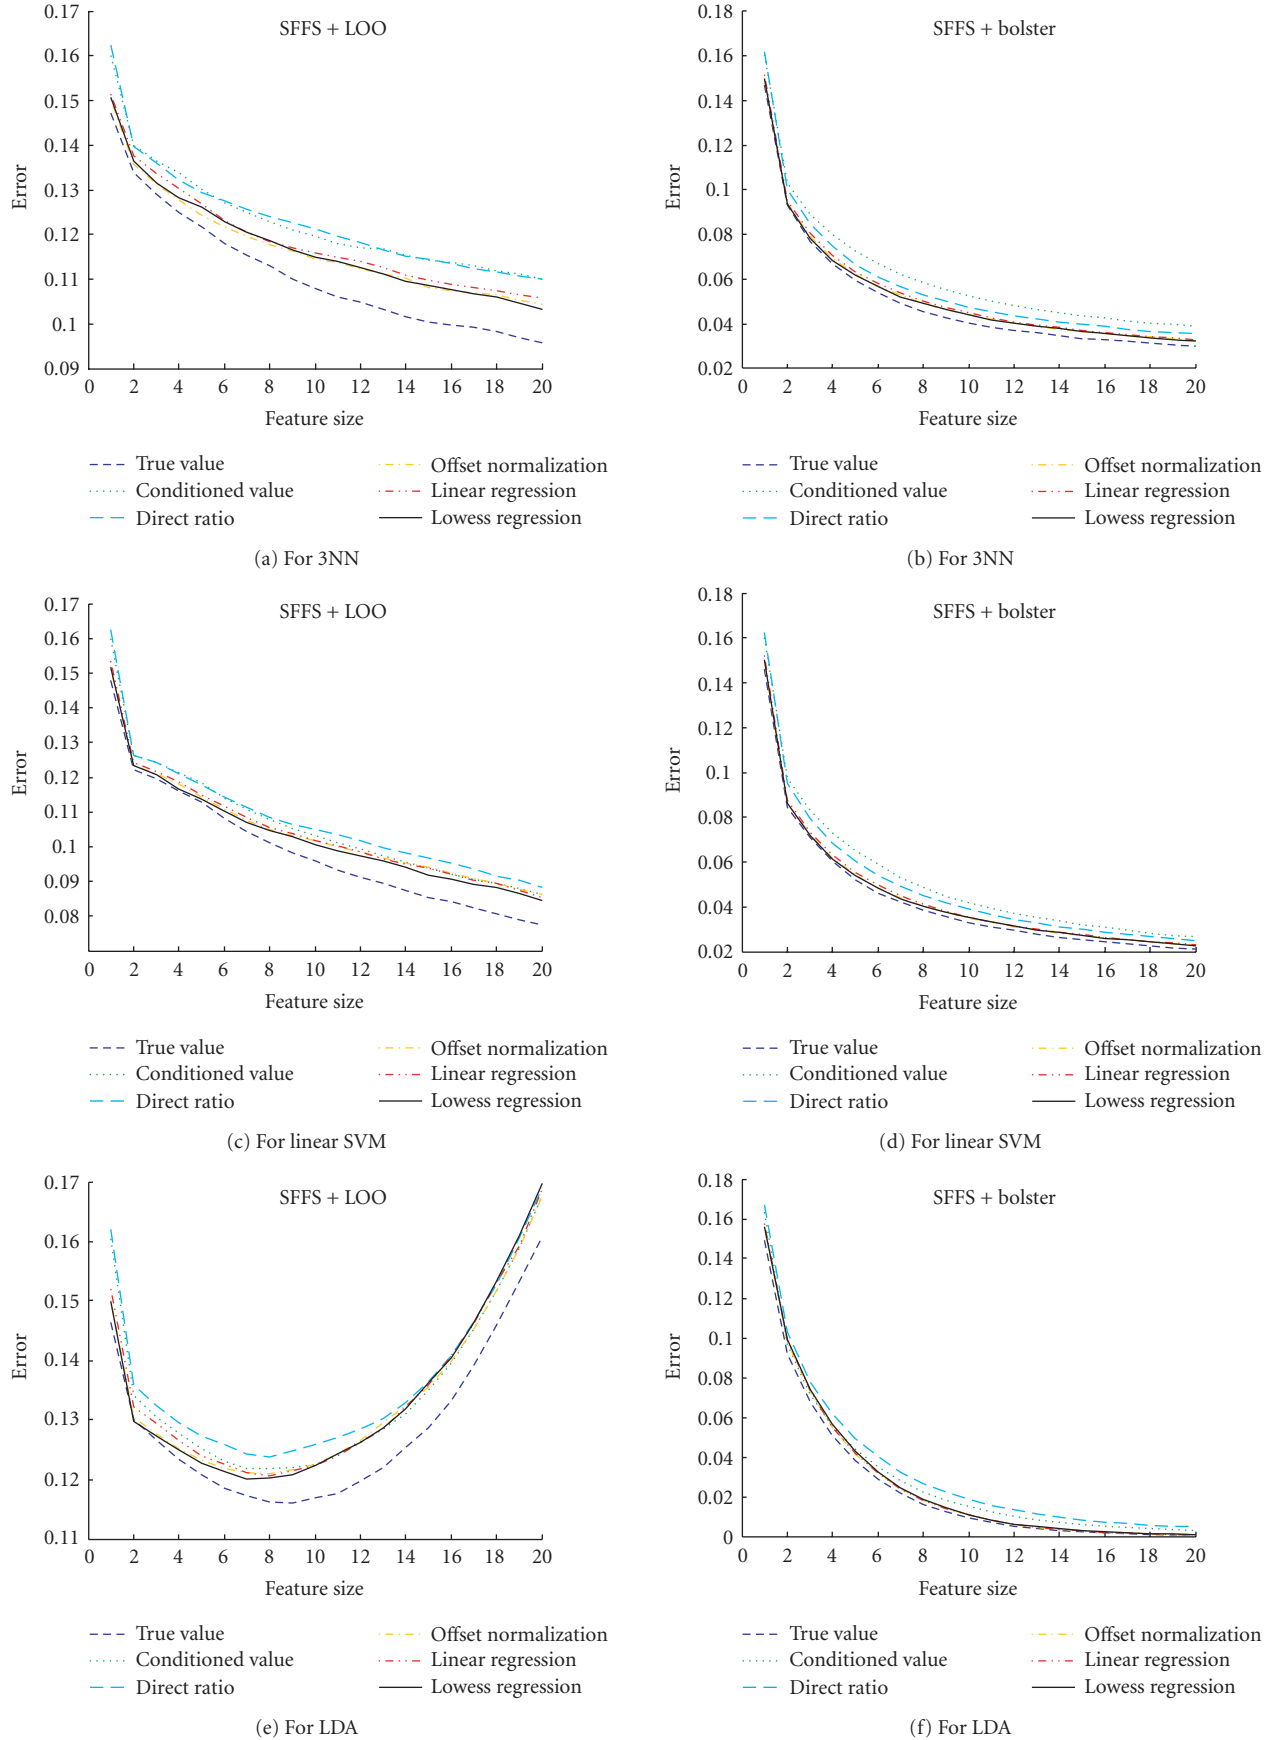 SFFS + LOO
0.17
0.16
0.15
0.14
0.13
0.12
0.11
0.1
0.09
Error
0 2 4 6 8 10 12 14 16 18 20
Feature size
True value
Conditioned value
Direct ratio
Offset normalization
Linear regression
Lowess regression
(a) For 3NN
SFFS + bolster
0.18
0.16
0.14
0.12
0.1
0.08
0.06
0.04
0.02
Error
0 2 4 6 8 10 12 14 16 18 20
Feature size
True value
Conditioned value
Direct ratio
Offset normalization
Linear regression
Lowess regression
(b) For 3NN
SFFS + LOO
0.17
0.16
0.15
0.14
0.13
0.12
0.11
0.1
0.09
0.08
Error
0 2 4 6 8 10 12 14 16 18 20
Feature size
True value
Conditioned value
Direct ratio
Offset normalization
Linear regression
Lowess regression
(c) For linear SVM
SFFS + bolster
0.18
0.16
0.14
0.12
0.1
0.08
0.06
0.04
0.02
Error
0 2 4 6 8 10 12 14 16 18 20
Feature size
True value
Conditioned value
Direct ratio
Offset normalization
Linear regression
Lowess regression
(d) For linear SVM
SFFS + LOO
0.17
0.16
0.15
0.14
0.13
0.12
0.11
Error
0 2 4 6 8 10 12 14 16 18 20
Feature size
True value
Conditioned value
Direct ratio
Offset normalization
Linear regression
Lowess regression
(e) For LDA
SFFS + bolster
0.18
0.16
0.14
0.12
0.1
0.08
0.06
0.04
0.02
0
Error
0 2 4 6 8 10 12 14 16 18 20
Feature size
True value
Conditioned value
Direct ratio
Offset normalization
Linear regression
Lowess regression
(f) For LDA